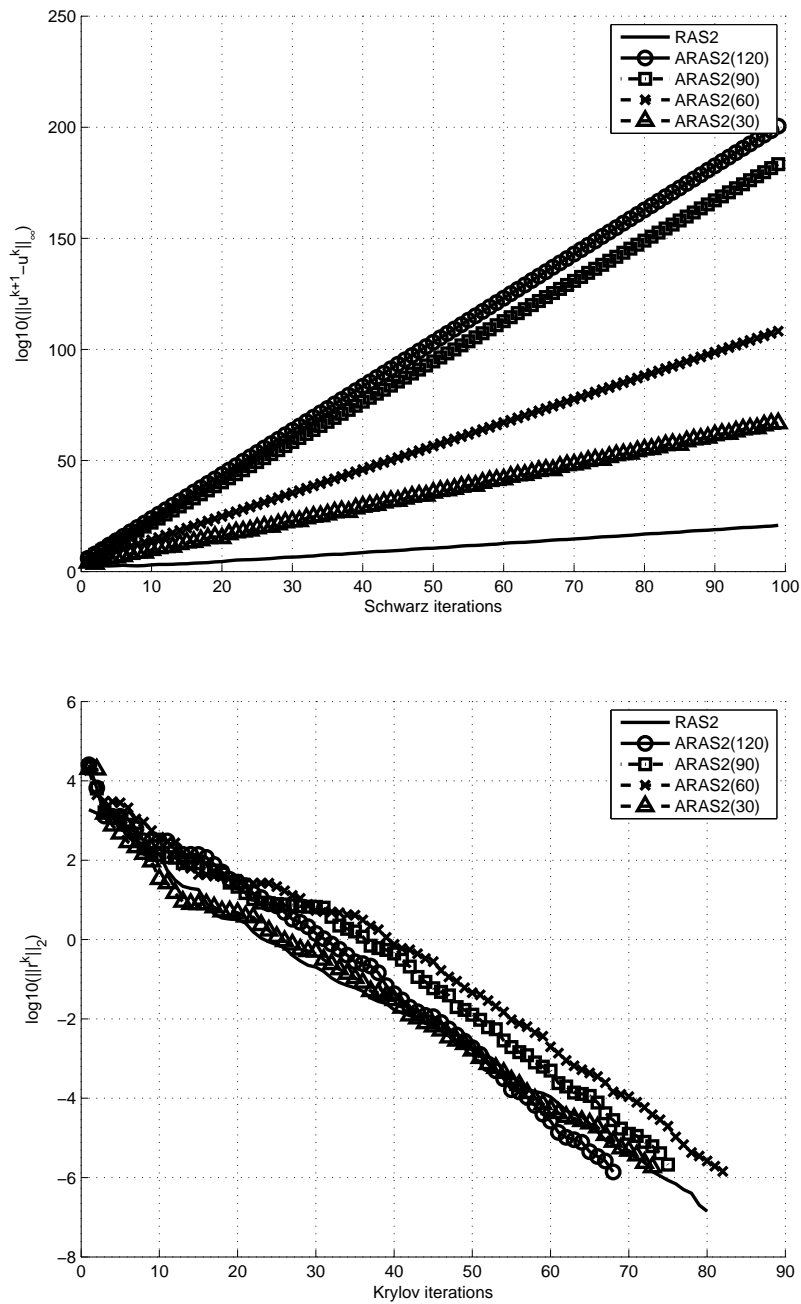 250
200
150
100
50
0
log10(||u^{k+1}−u^k||_∞)
0 10 20 30 40 50 60 70 80 90 100
Schwarz iterations
RAS2
ARAS2(120)
ARAS2(90)
ARAS2(60)
ARAS2(30)
6
4
2
0
−2
−4
−6
−8
log10(||r^k||_2)
0 10 20 30 40 50 60 70 80 90
Krylov iterations
RAS2
ARAS2(120)
ARAS2(90)
ARAS2(60)
ARAS2(30)